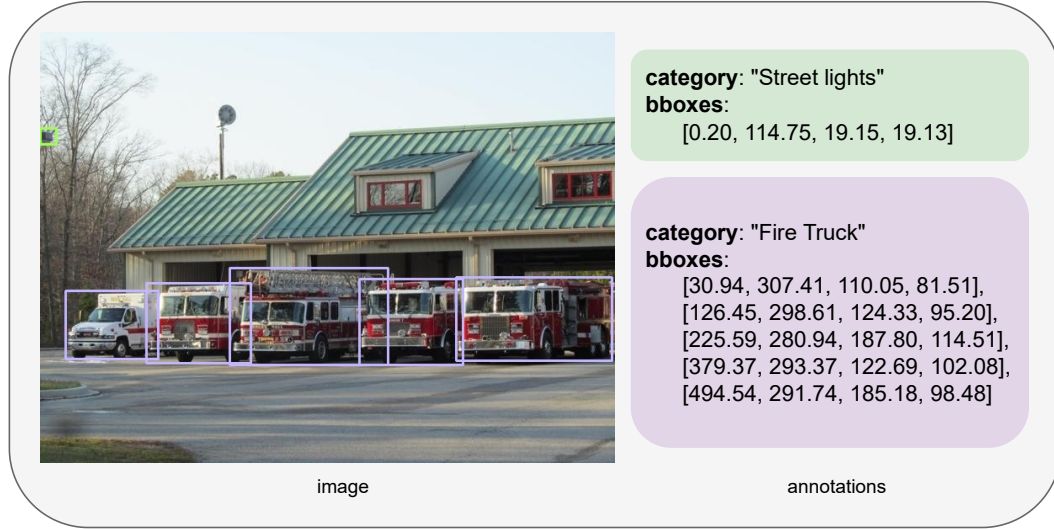 category: "Street lights"
bboxes:
[0.20, 114.75, 19.15, 19.13]
category: "Fire Truck"
bboxes:
[30.94, 307.41, 110.05, 81.51],
[126.45, 298.61, 124.33, 95.20],
[225.59, 280.94, 187.80, 114.51],
[379.37, 293.37, 122.69, 102.08],
[494.54, 291.74, 185.18, 98.48]
image
annotations